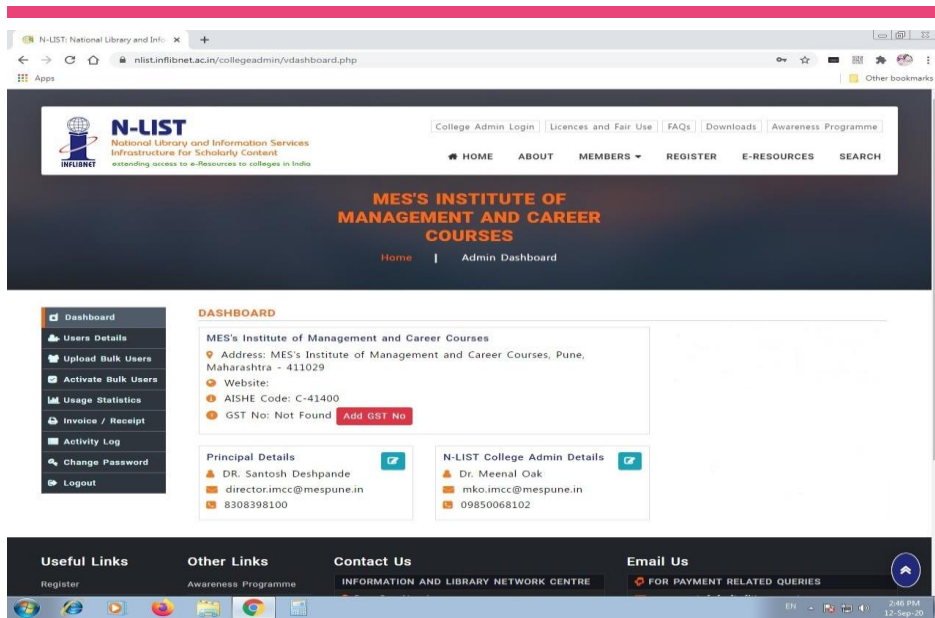 N-LIST: National Library and Info
nlist.inflibnet.ac.in/collegeadmin/vdashboard.php
Apps
Other bookmarks
INFLIBNET
N-LIST
National Library and Information Services
Infrastructure for Scholarly Content
extending access to e-Resources to colleges in India
College Admin Login Licences and Fair Use FAQs Downloads Awareness Programme
HOME ABOUT MEMBERS REGISTER E-RESOURCES SEARCH
MES'S INSTITUTE OF
MANAGEMENT AND CAREER
COURSES
Home | Admin Dashboard
Dashboard
Users Details
Upload Bulk Users
Activate Bulk Users
Usage Statistics
Invoice / Receipt
Activity Log
Change Password
Logout
DASHBOARD
MES's Institute of Management and Career Courses
Address: MES's Institute of Management and Career Courses, Pune,
Maharashtra - 411029
Website:
AISHE Code: C-41400
GST No: Not Found Add GST No
Principal Details
DR. Santosh Deshpande
director.imcc@mespune.in
8308398100
N-LIST College Admin Details
Dr. Meenal Oak
mko.imcc@mespune.in
09850068102
Useful Links
Register
Other Links
Awareness Programme
Contact Us
INFORMATION AND LIBRARY NETWORK CENTRE
Email Us
FOR PAYMENT RELATED QUERIES
EN
2:46 PM
12-Sep-20